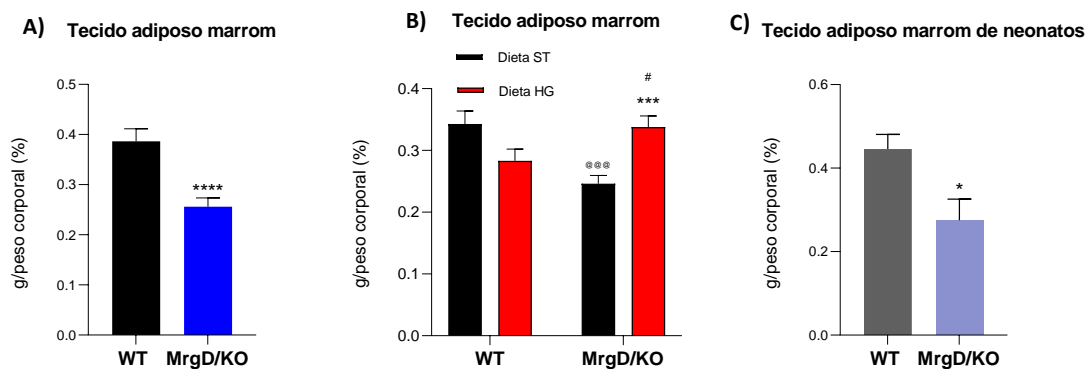 A) Tecido adiposo marrom
g/peso corporal (%)
0.5
0.4
0.3
0.2
0.1
0.0
****
WT MrgD/KO
B) Tecido adiposo marrom
Dieta ST
Dieta HG
g/peso corporal (%)
0.4
0.3
0.2
0.1
0.0
@@@
#
***
WT MrgD/KO
C) Tecido adiposo marrom de neonatos
g/peso corporal (%)
0.6
0.4
0.2
0.0
*
WT MrgD/KO